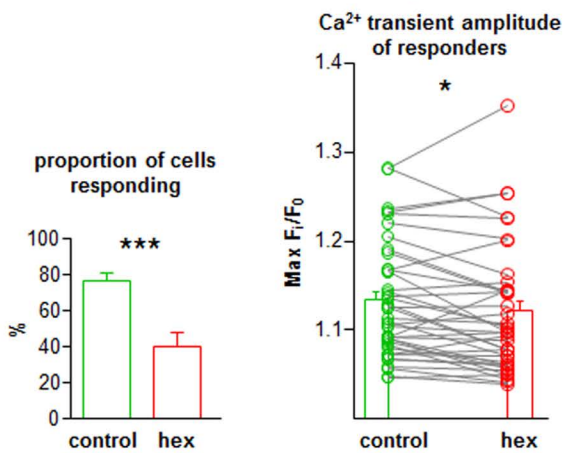 proportion of cells
responding
***
100
80
60
40
20
0
%
control hex
Ca²⁺ transient amplitude
of responders
*
1.4
1.3
1.2
1.1
Max Fᵢ/F₀
control hex